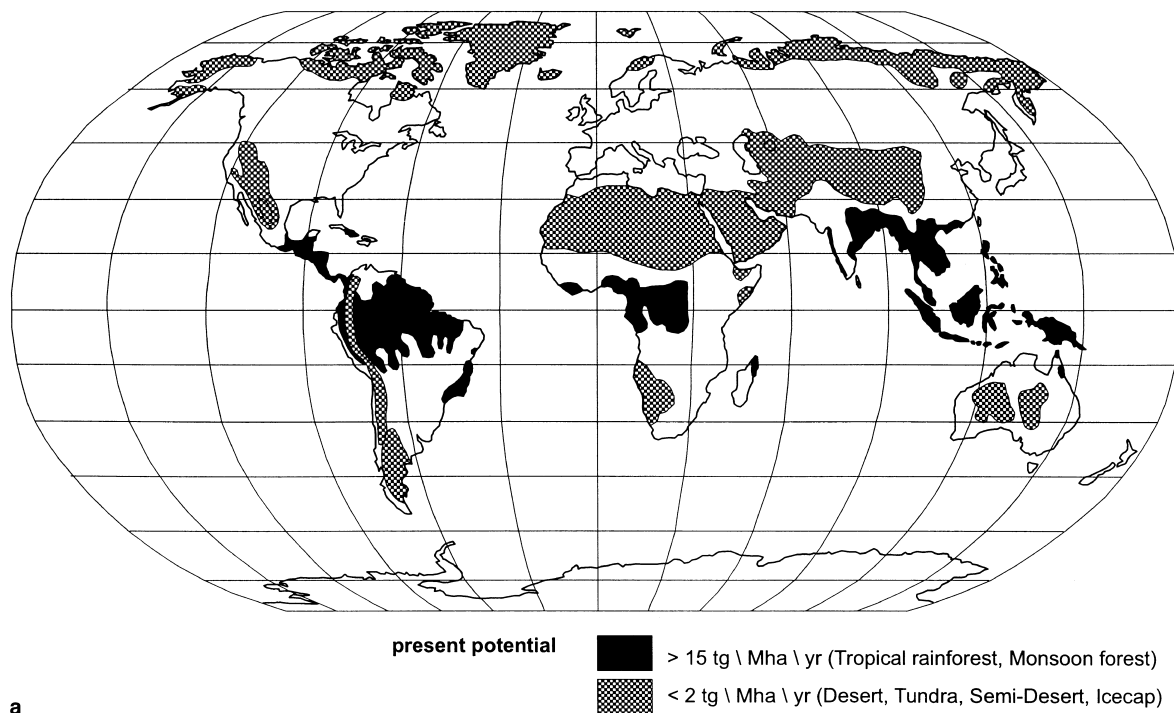 present potential
> 15 tg \ Mha \ yr (Tropical rainforest, Monsoon forest)
< 2 tg \ Mha \ yr (Desert, Tundra, Semi-Desert, Icecap)
a